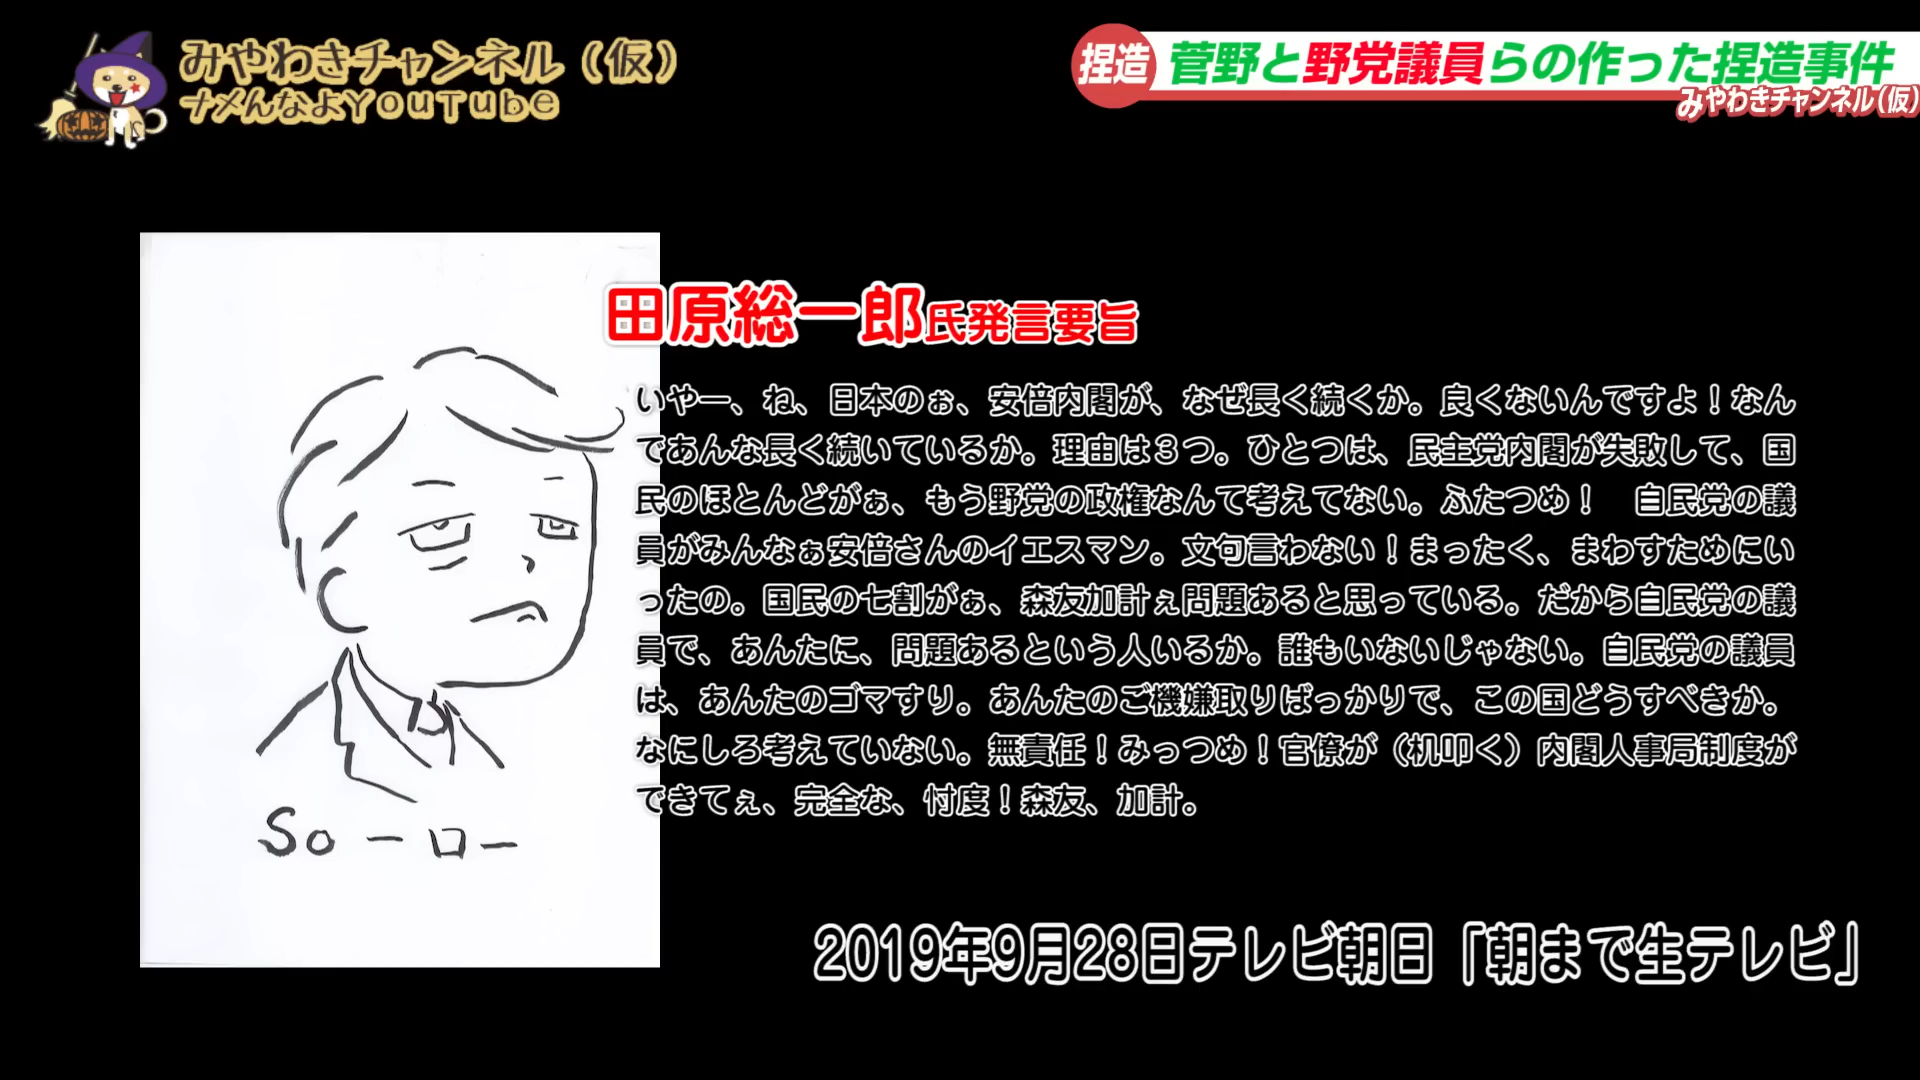 みやわきチャンネル（仮）
ナメんなよYouTube
捏造 菅野と野党議員らの作った捏造事件
みやわきチャンネル（仮）
田原総一郎氏発言要旨
いやー、ね、日本のぉ、安倍内閣が、なぜ長く続くか。良くないんですよ！なん
であんな長く続いているか。理由は３つ。ひとつは、民主党内閣が失敗して、国
民のほとんどがぁ、もう野党の政権なんて考えてない。ふたつめ！　自民党の議
員がみんなぁ安倍さんのイエスマン。文句言わない！まったく、まわすためにい
ったの。国民の七割がぁ、森友加計ぇ問題あると思っている。だから自民党の議
員で、あんたに、問題あるという人いるか。誰もいないじゃない。自民党の議員
は、あんたのゴマすり。あんたのご機嫌取りばっかりで、この国どうすべきか。
なにしろ考えていない。無責任！みっつめ！官僚が（机叩く）内閣人事局制度が
できてぇ、完全な、忖度！森友、加計。
So－ロ－
2019年9月28日テレビ朝日「朝まで生テレビ」